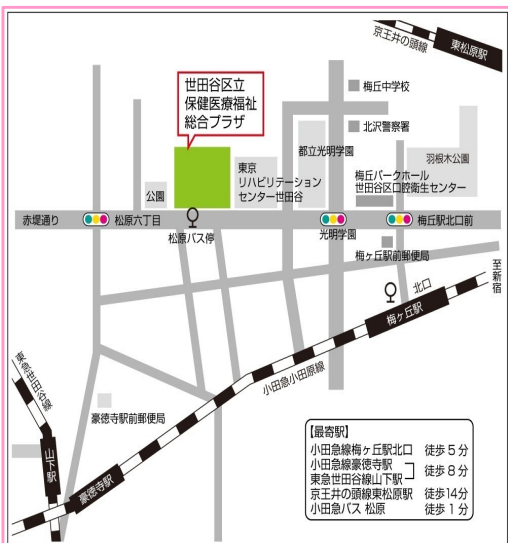 京王井の頭線
東松原駅
世田谷区立
保健医療福祉
総合プラザ
梅丘中学校
北沢警察署
都立光明学園
羽根木公園
東京
リハビリテーション
センター世田谷
梅丘パークホール
世田谷区口腔衛生センター
公園
赤堤通り
松原六丁目
松原バス停
光明学園
梅丘駅北口前
梅ヶ丘駅前郵便局
至新宿
北口
梅ヶ丘駅
小田急小田原線
東急世田谷線
山下駅
豪徳寺駅前郵便局
豪徳寺駅
【最寄駅】
小田急線梅ヶ丘駅北口 徒歩5分
小田急線豪徳寺駅
東急世田谷線山下駅 徒歩8分
京王井の頭線東松原駅 徒歩14分
小田急バス 松原 徒歩1分